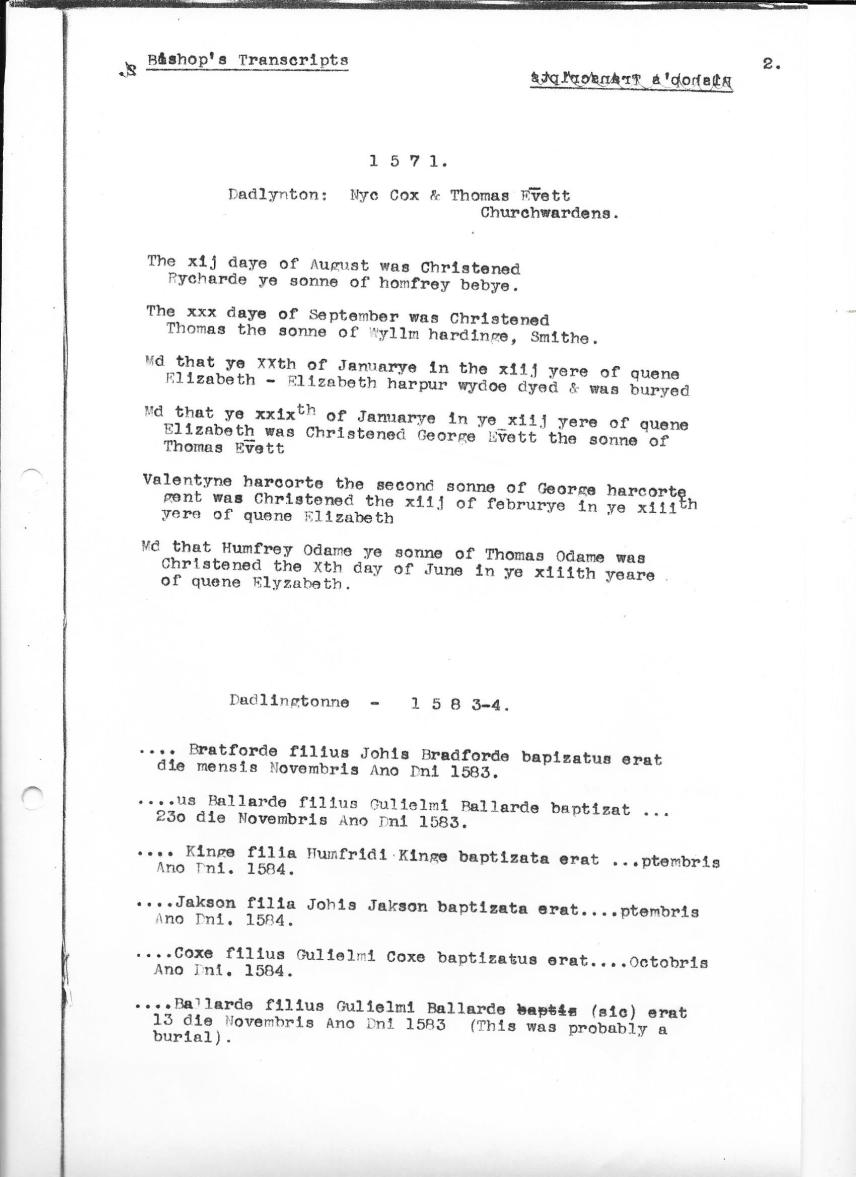 Bishop's Transcripts
2.
Bishop's Transcripts
2.
1 5 7 1.
Dadlynton: Nyc Cox & Thomas Ev̅ett
Churchwardens.
The xij daye of August was Christened
Rycharde ye sonne of homfrey bebye.
The xxx daye of September was Christened
Thomas the sonne of Wyllm hardinge, Smithe.
Md that ye XXth of Januarye in the xiij yere of quene
Elizabeth - Elizabeth harpur wydoe dyed & was buryed
Md that ye xxixth of Januarye in ye xiij yere of quene
Elizabeth was Christened George Ev̅ett the sonne of
Thomas Ev̅ett
Valentyne harcorte the second sonne of George harcorte
gent was Christened the xiij of februrye in ye xiiith
yere of quene Elizabeth
Md that Humfrey Odame ye sonne of Thomas Odame was
Christened the Xth day of June in ye xiiith yeare
of quene Elyzabeth.
Dadlingtonne - 1 5 8 3-4.
.... Bratforde filius Johis Bradforde bapizatus erat
die mensis Novembris Ano Dni 1583.
....us Ballarde filius Gulielmi Ballarde baptizat ...
23o die Novembris Ano Dni 1583.
.... Kinge filia Humfridi Kinge baptizata erat ...ptembris
Ano Dni. 1584.
....Jakson filia Johis Jakson baptizata erat....ptembris
Ano Dni. 1584.
....Coxe filius Gulielmi Coxe baptizatus erat....Octobris
Ano Dni. 1584.
....Ballarde filius Gulielmi Ballarde baptis (sic) erat
13 die Novembris Ano Dni 1583 (This was probably a
burial).